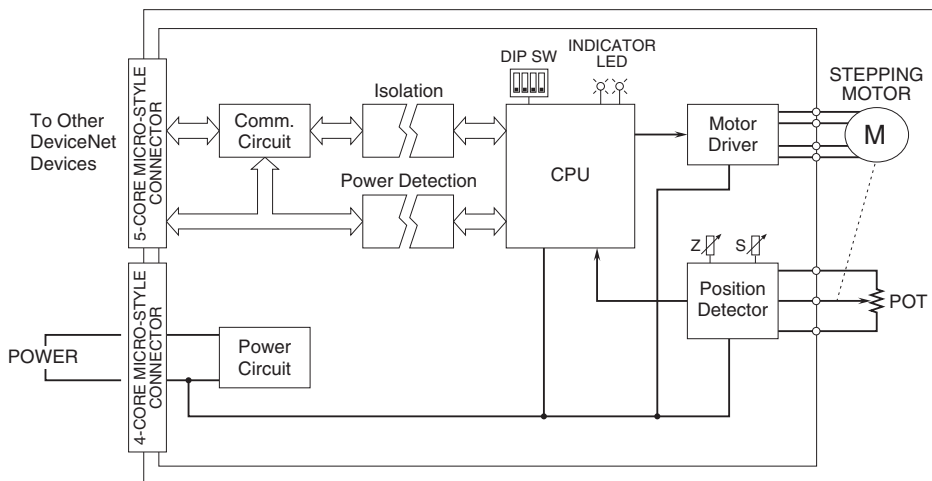 To Other
DeviceNet
Devices
5-CORE MICRO-STYLE
CONNECTOR
Comm.
Circuit
Isolation
Power Detection
DIP SW
INDICATOR
LED
CPU
Motor
Driver
STEPPING
MOTOR
M
Z
S
Position
Detector
POT
POWER
4-CORE MICRO-STYLE
CONNECTOR
Power
Circuit